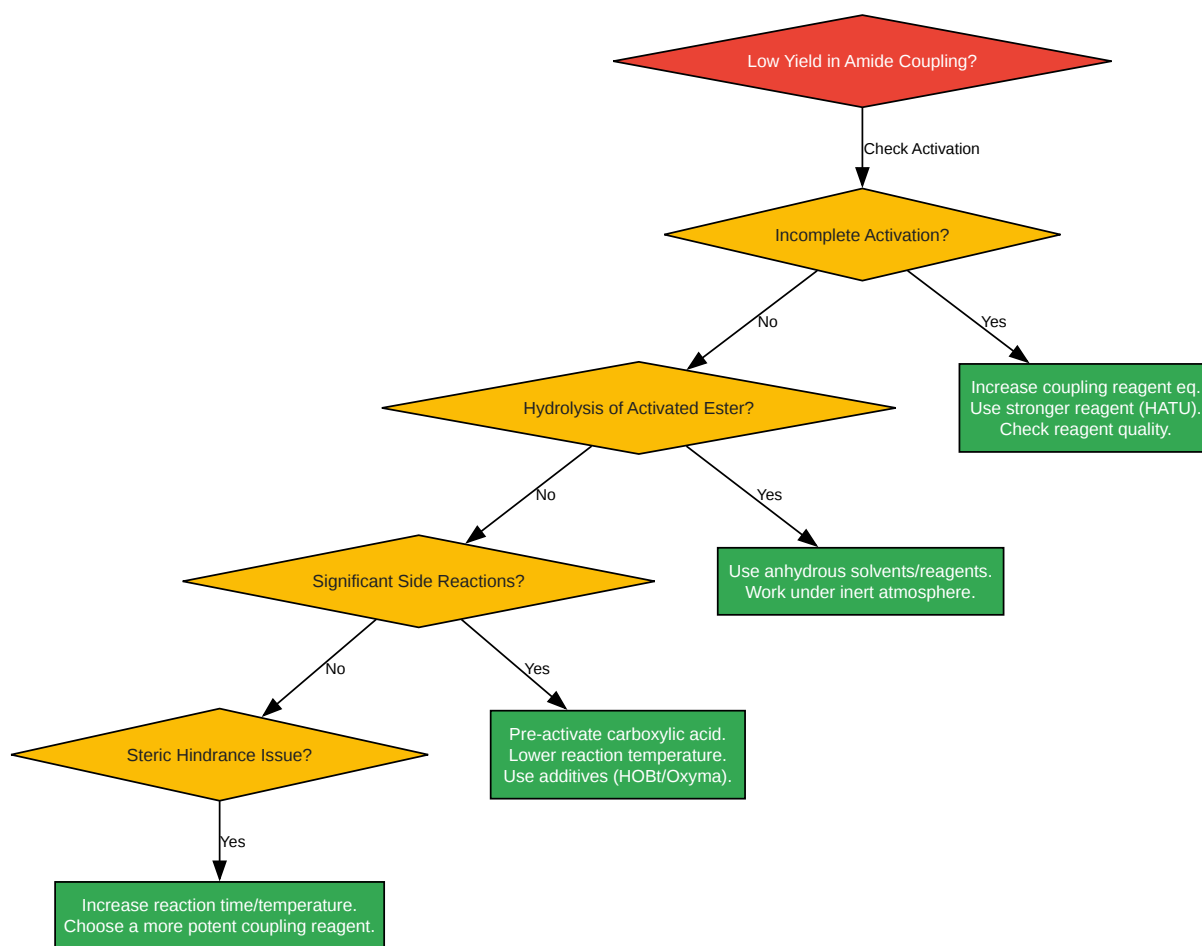 Low Yield in Amide Coupling?
Check Activation
Incomplete Activation?
No
Yes
Hydrolysis of Activated Ester?
Increase coupling reagent eq.
Use stronger reagent (HATU).
Check reagent quality.
No
Yes
Significant Side Reactions?
Use anhydrous solvents/reagents.
Work under inert atmosphere.
No
Yes
Steric Hindrance Issue?
Pre-activate carboxylic acid.
Lower reaction temperature.
Use additives (HOBt/Oxyma).
Yes
Increase reaction time/temperature.
Choose a more potent coupling reagent.